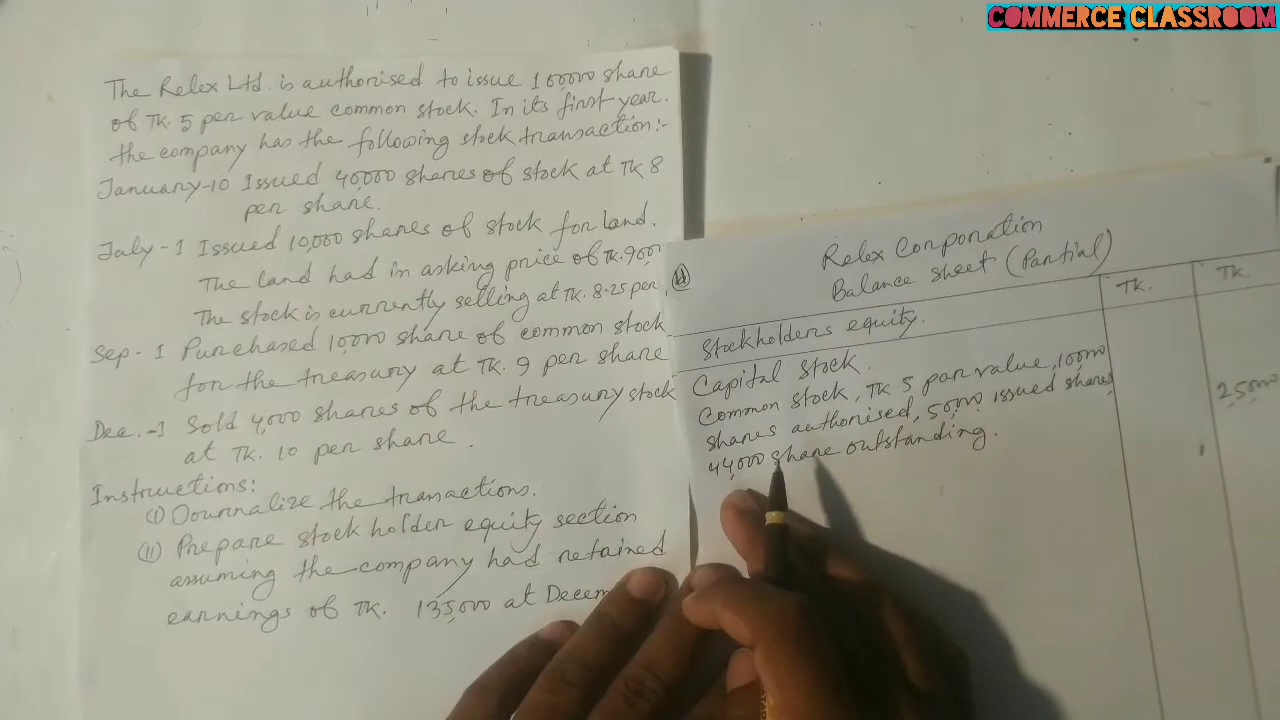 COMMERCE CLASSROOM
The Relex Ltd. is authorised to issue 100,000 share
of TK. 5 per value common stock. In its first year.
the company has the following stock transaction:-
January-10 Issued 40,000 shares of stock at TK 8
per share.
July-1 Issued 10,000 shares of stock for land.
The land had in asking price of TK. 900
The stock is currently selling at TK. 8.25 per
Sep-1 Purchased 10,000 share of common stock
for the treasury at TK. 9 per share
Dec.-1 Sold 4,000 shares of the treasury stock
at TK. 10 per share.
Instructions:
(I) Journalize the transactions.
(II) Prepare stock holder equity section
assuming the company had retained
earnings of TK. 135,000 at Decem
(II)
Relex Corporation
Balance sheet (Partial)
TK. TK.
Stockholders equity.
Capital stock.
Common stock, TK 5 par value, 100,000
shares authorised, 50,000 issued shares
44,000 share outstanding.
2,50,000